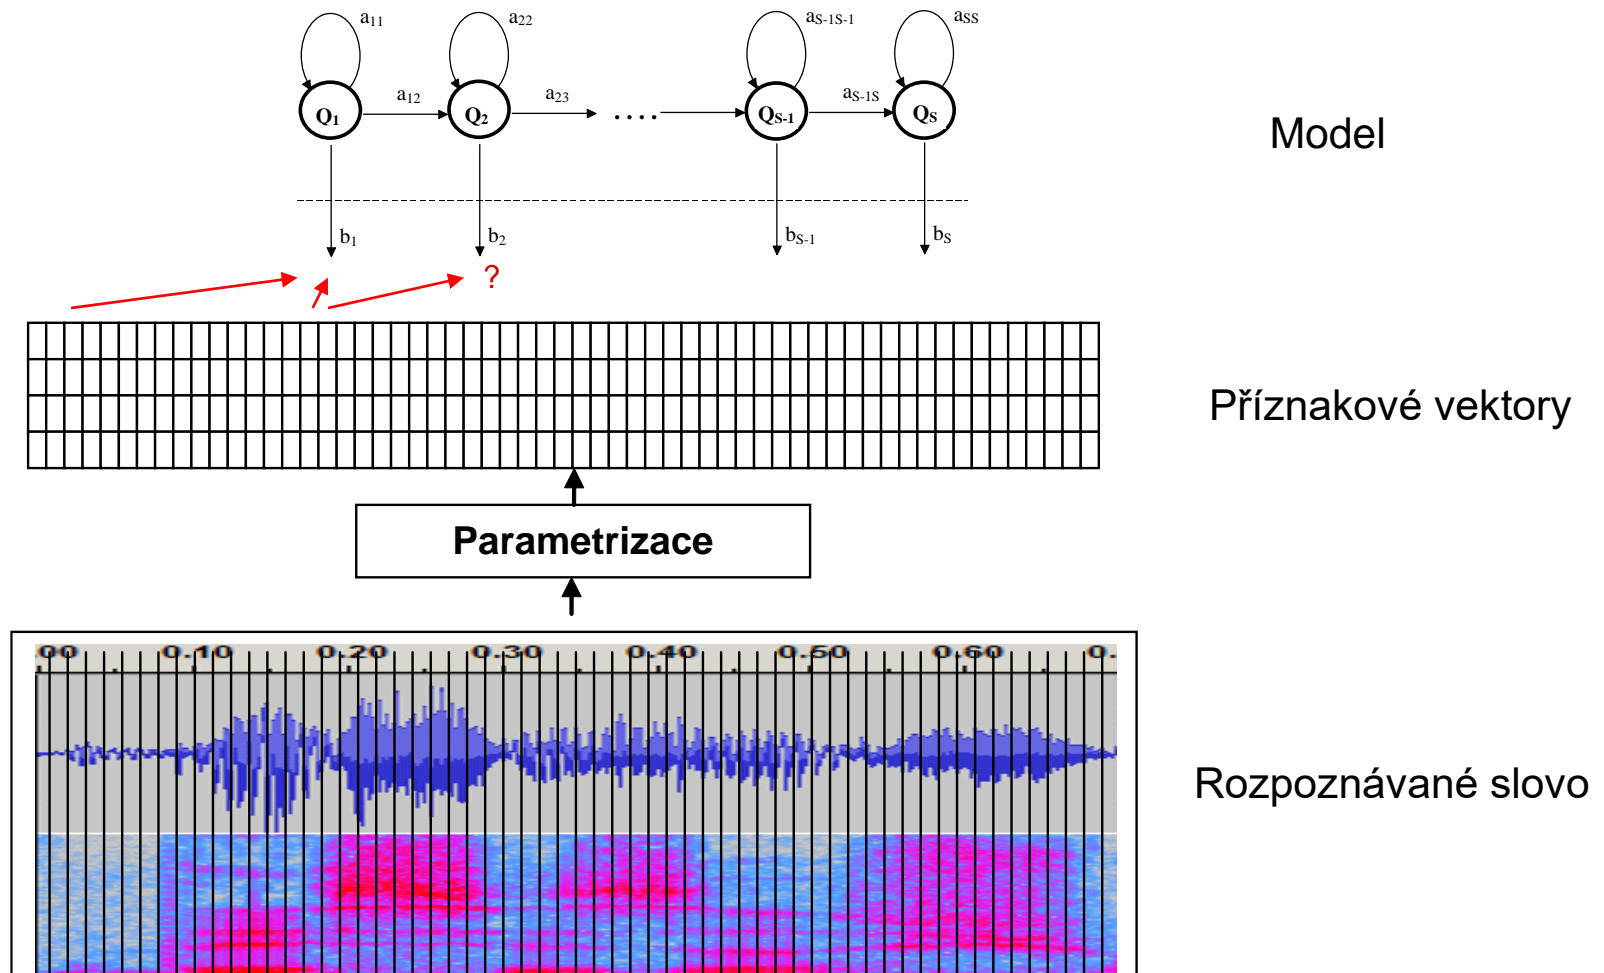 a11 a22 aS-1S-1 aSS
Q1 a12 Q2 a23 .... QS-1 aS-1S QS
Model
b1 b2 bS-1 bS
?
Příznakové vektory
Parametrizace
.00 0.10 0.20 0.30 0.40 0.50 0.60 0.
Rozpoznávané slovo